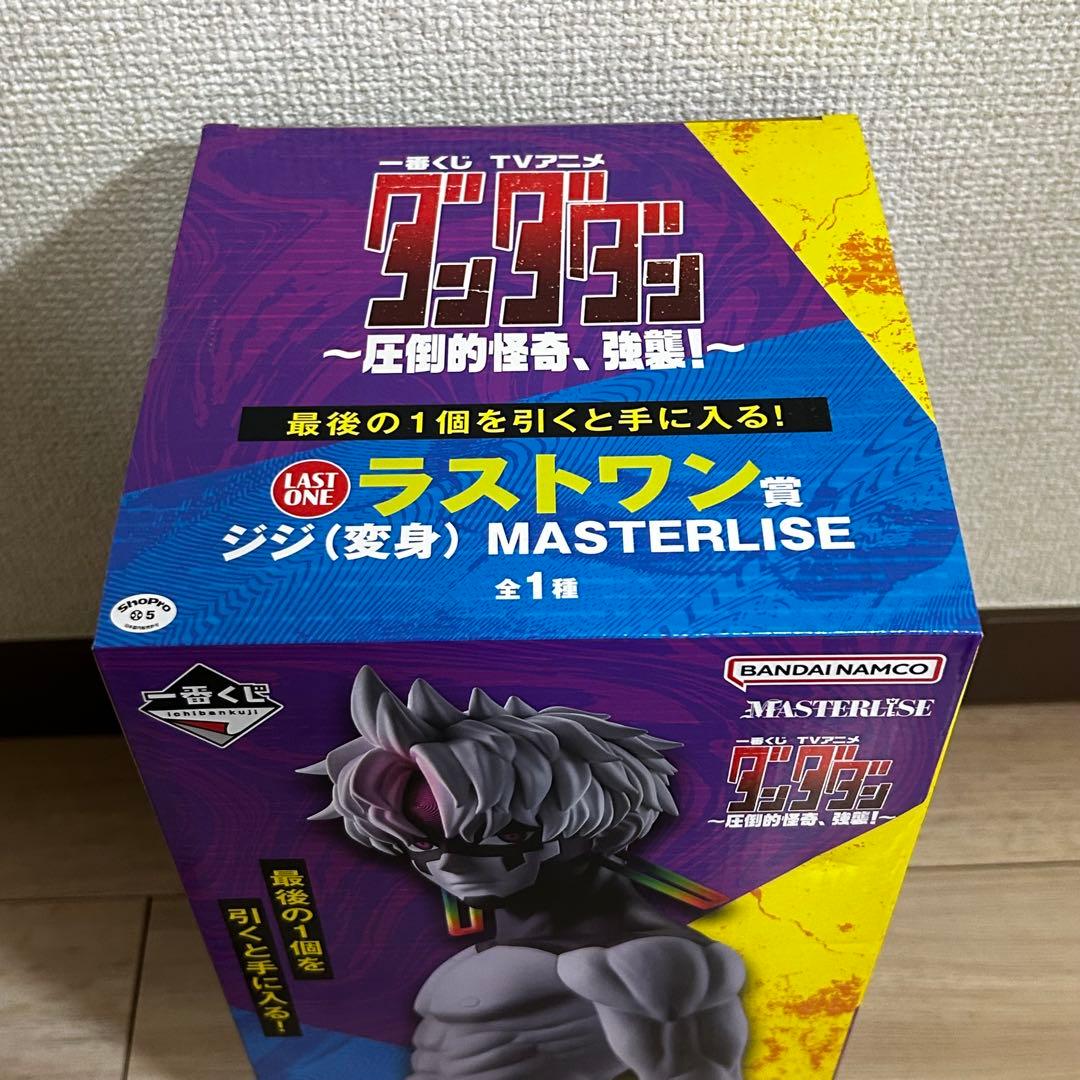 一番くじ TVアニメ
ダンダダン
～圧倒的怪奇、強襲!～
最後の1個を引くと手に入る!
LAST
ONE
ラストワン賞
ジジ(変身) MASTERLISE
全1種
ShoPro
5
一番くじ
ichibankuji
BANDAI NAMCO
MASTERLISE
一番くじ TVアニメ
ダンダダン
～圧倒的怪奇、強襲!～
最後の1個を
引くと手に入る!